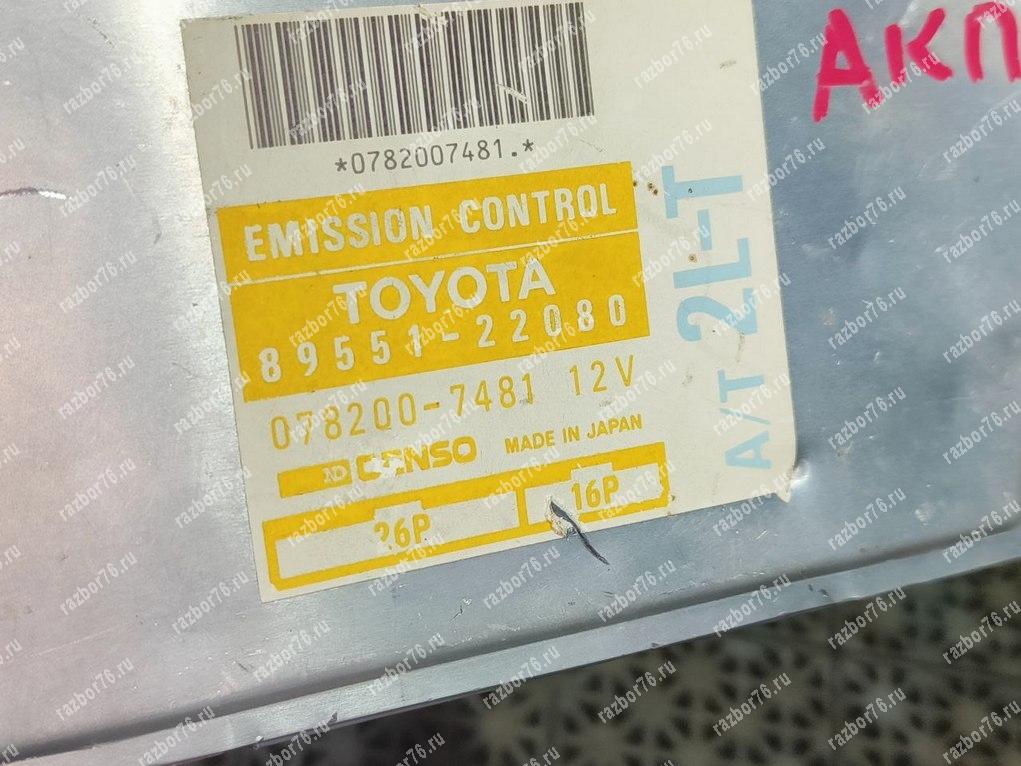 *0782007481.*
EMISSION CONTROL
TOYOTA
89551-22080
078200-7481 12V
ND DENSO MADE IN JAPAN
26P 16P
A/T 2L-T
АКП
razbor76.ru